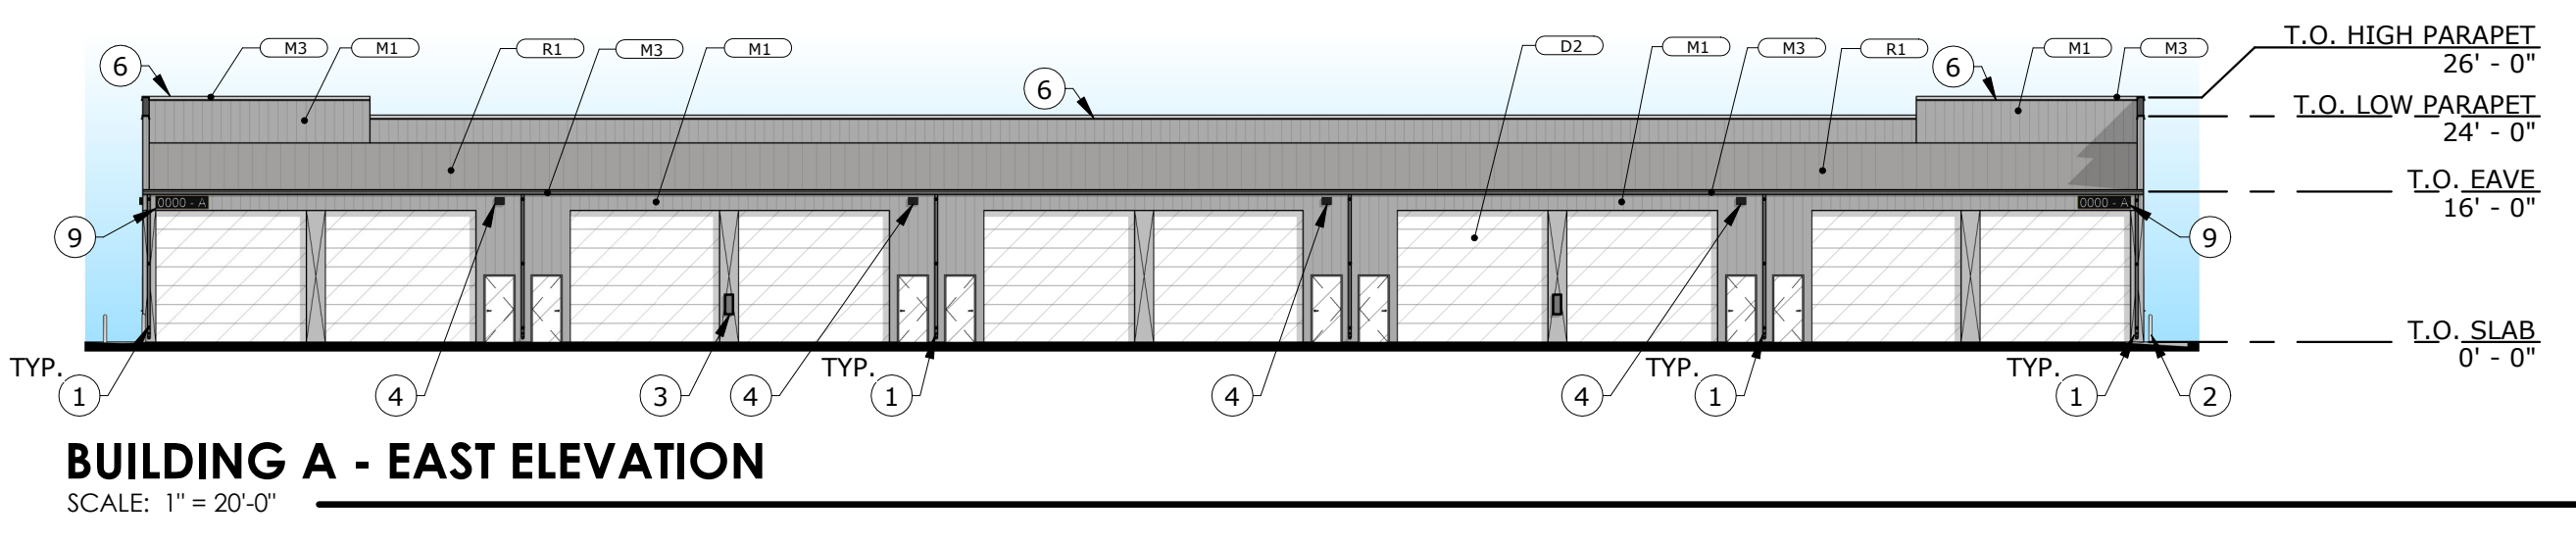 M3
M1
R1
M3
M1
D2
M1
M3
R1
M1
M3
6
6
6
T.O. HIGH PARAPET
26' - 0"
T.O. LOW PARAPET
24' - 0"
T.O. EAVE
16' - 0"
0000 - A
0000 - A
9
9
T.O. SLAB
0' - 0"
TYP.
TYP.
TYP.
TYP.
1
4
3
4
1
4
4
1
1
2
BUILDING A - EAST ELEVATION
SCALE: 1" = 20'-0"